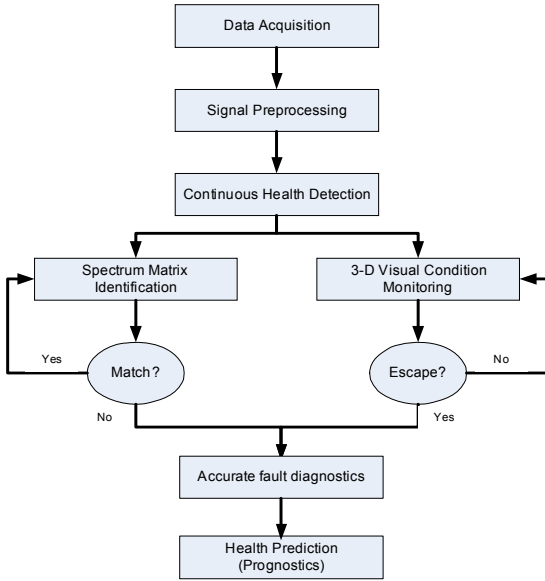 Data Acquisition
Signal Preprocessing
Continuous Health Detection
Spectrum Matrix
Identification
3-D Visual Condition
Monitoring
Yes
Match?
Escape?
No
No
Yes
Accurate fault diagnostics
Health Prediction
(Prognostics)